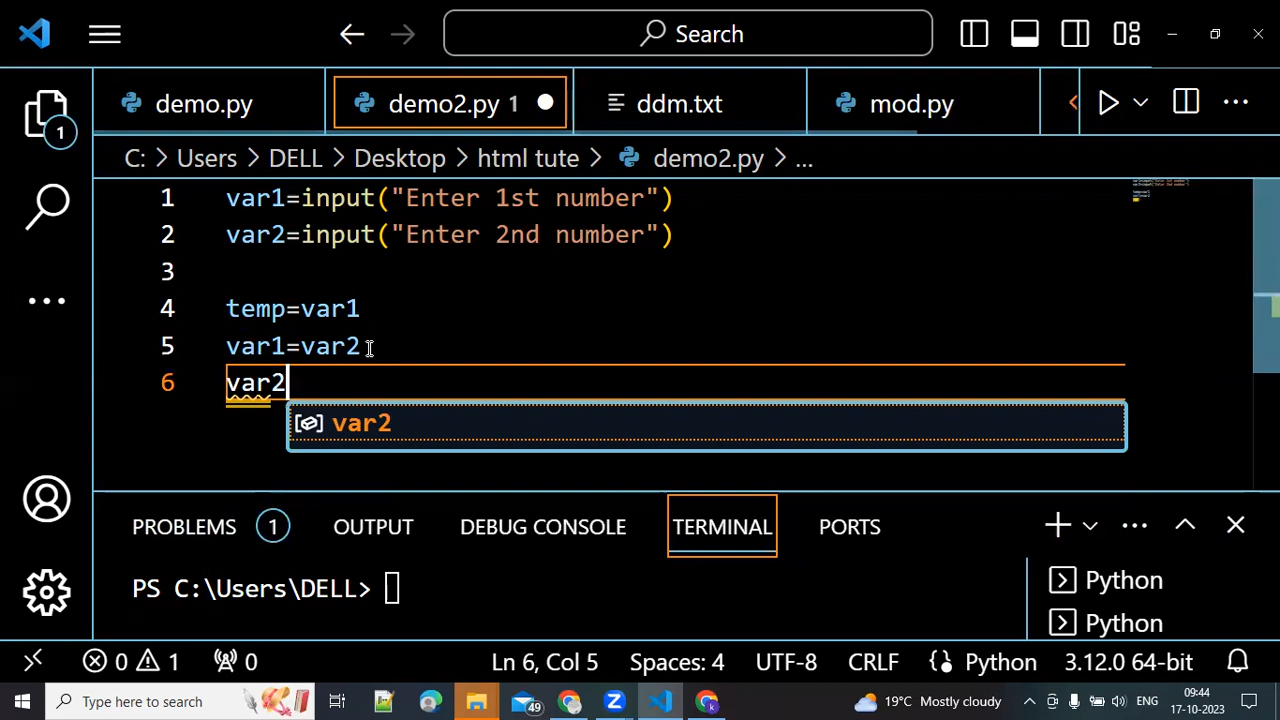 Search
demo.py
demo2.py 1
ddm.txt
mod.py
C: > Users > DELL > Desktop > html tute > demo2.py > ...
1 var1=input("Enter 1st number")
2 var2=input("Enter 2nd number")
3
4 temp=var1
5 var1=var2
6 var2
var2
1
PROBLEMS 1 OUTPUT DEBUG CONSOLE TERMINAL PORTS
PS C:\Users\DELL>
Python
Python
0 1 0 Ln 6, Col 5 Spaces: 4 UTF-8 CRLF Python 3.12.0 64-bit
Type here to search
49
19°C Mostly cloudy
ENG
09:44
17-10-2023